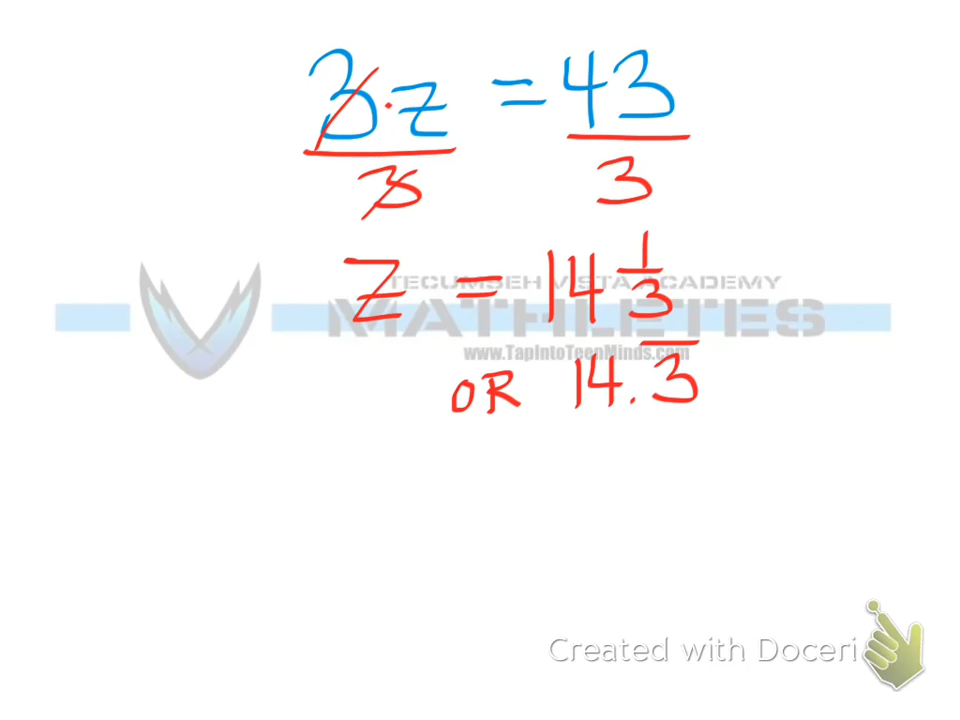 3·z = 43
3 3
z = 14 1/3
TECUMSEH VISTA ACADEMY
MATHLETES
www.TapIntoTeenMinds.com
OR 14.3̅
Created with Doceri